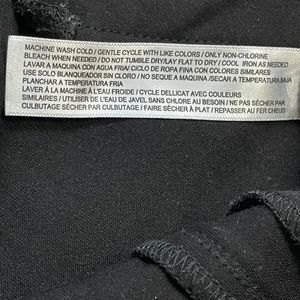 MACHINE WASH COLD / GENTLE CYCLE WITH LIKE COLORS / ONLY NON-CHLORINE
BLEACH WHEN NEEDED / DO NOT TUMBLE DRY/LAY FLAT TO DRY / COOL IRON AS NEEDED
LAVAR A MAQUINA CON AGUA FRIA/ CICLO DE ROPA FINA CON COLORES SIMILARES
USE SOLO BLANQUEADOR SIN CLORO / NO SEQUE A MAQUINA /SECAR A TEMPERATURA BAJA
PLANCHAR A TEMPERATURA FRIA
LAVER À LA MACHINE À L'EAU FROIDE / CYCLE DELLICAT AVEC COULEURS
SIMILAIRES / UTILISER DE L'EAU DE JAVEL SANS CHLORE AU BESOIN / NE PAS SÉCHER PAR
CULBUTAGE SÉCHER PAR CULBUTAGE / FAIRE SÉCHER À PLAT / REPASSER AU FER CHEUD